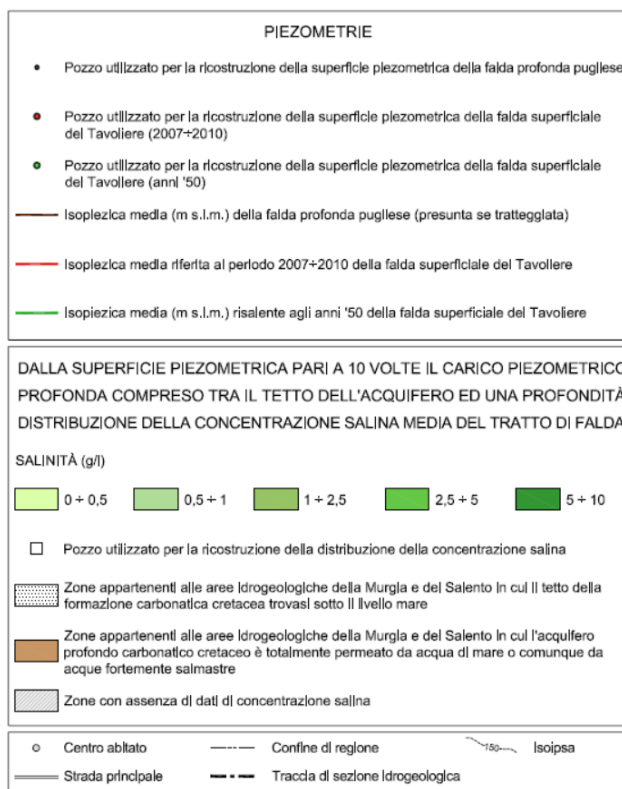 PIEZOMETRIE
Pozzo utilizzato per la ricostruzione della superficie piezometrica della falda profonda pugliese
Pozzo utilizzato per la ricostruzione della superficie piezometrica della falda superficiale
del Tavoliere (2007÷2010)
Pozzo utilizzato per la ricostruzione della superficie piezometrica della falda superficiale
del Tavoliere (anni '50)
Isopiezica media (m s.l.m.) della falda profonda pugliese (presunta se tratteggiata)
Isopiezica media riferita al periodo 2007÷2010 della falda superficiale del Tavoliere
Isopiezica media (m s.l.m.) risalente agli anni '50 della falda superficiale del Tavoliere
DALLA SUPERFICIE PIEZOMETRICA PARI A 10 VOLTE IL CARICO PIEZOMETRICO
PROFONDA COMPRESO TRA IL TETTO DELL'ACQUIFERO ED UNA PROFONDITÀ
DISTRIBUZIONE DELLA CONCENTRAZIONE SALINA MEDIA DEL TRATTO DI FALDA
SALINITÀ (g/l)
0 ÷ 0,5 0,5 ÷ 1 1 ÷ 2,5 2,5 ÷ 5 5 ÷ 10
Pozzo utilizzato per la ricostruzione della distribuzione della concentrazione salina
Zone appartenenti alle aree idrogeologiche della Murgia e del Salento in cui il tetto della
formazione carbonatica cretacea trovasi sotto il livello mare
Zone appartenenti alle aree idrogeologiche della Murgia e del Salento in cui l'acquifero
profondo carbonatico cretaceo è totalmente permeato da acqua di mare o comunque da
acque fortemente salmastre
Zone con assenza di dati di concentrazione salina
Centro abitato Confine di regione 150 Isoipsa
Strada principale Traccia di sezione idrogeologica